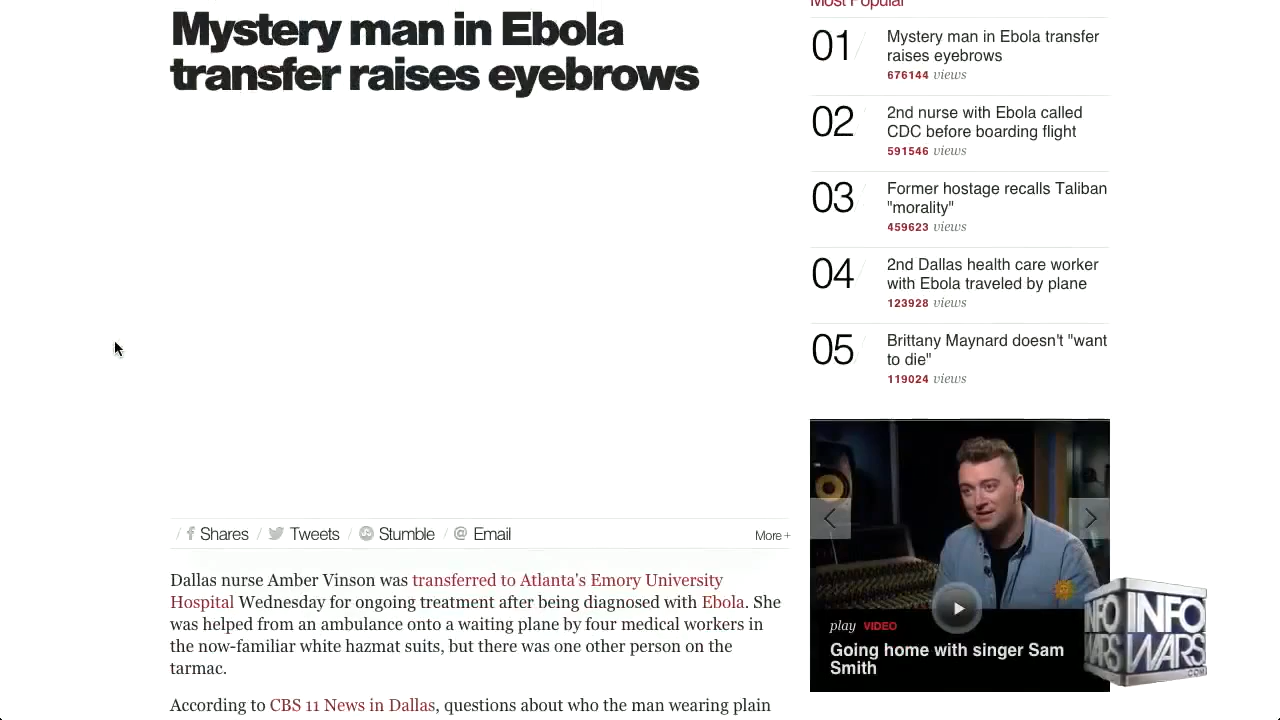 Mystery man in Ebola
transfer raises eyebrows
Shares
Tweets
Stumble
@ Email
More +
Dallas nurse Amber Vinson was transferred to Atlanta's Emory University
Hospital Wednesday for ongoing treatment after being diagnosed with Ebola. She
was helped from an ambulance onto a waiting plane by four medical workers in
the now-familiar white hazmat suits, but there was one other person on the
tarmac.
According to CBS 11 News in Dallas, questions about who the man wearing plain
Most Popular
01
Mystery man in Ebola transfer
raises eyebrows
676144 views
02
2nd nurse with Ebola called
CDC before boarding flight
591546 views
03
Former hostage recalls Taliban
"morality"
459623 views
04
2nd Dallas health care worker
with Ebola traveled by plane
123928 views
05
Brittany Maynard doesn't "want
to die"
119024 views
play VIDEO
Going home with singer Sam
Smith
INFO
WARS
.COM
INFO
WARS